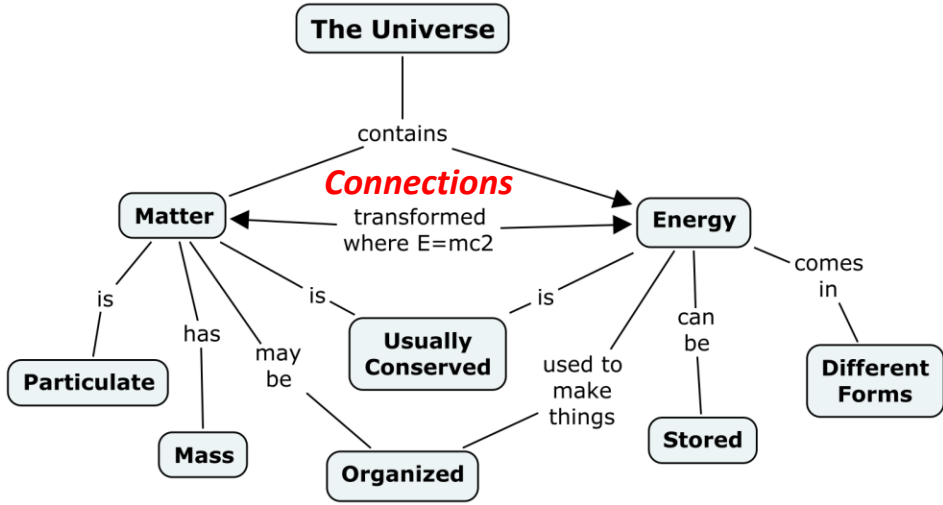 The Universe
contains
Connections
Matter
transformed
where E=mc2
Energy
is
has
may
be
is
is
used to
make
things
can
be
comes
in
Particulate
Mass
Organized
Usually
Conserved
Stored
Different
Forms